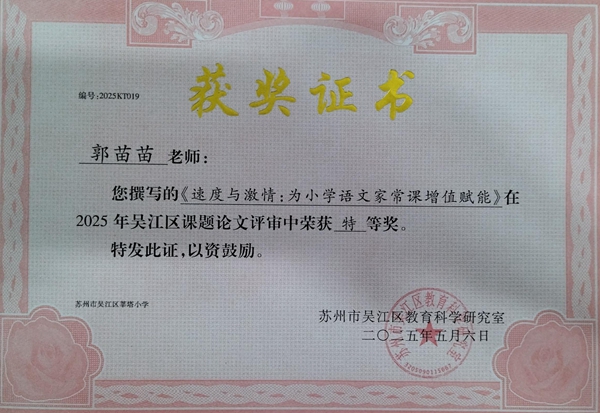 获奖证书
编号:2025KT019
郭苗苗 老师:
您撰写的《速度与激情:为小学语文家常课增值赋能》在
2025年吴江区课题论文评审中荣获 特 等奖。
特发此证,以资鼓励。
苏州市吴江区莘塔小学
苏州市吴江区教育科学研究室
二〇二五年五月六日